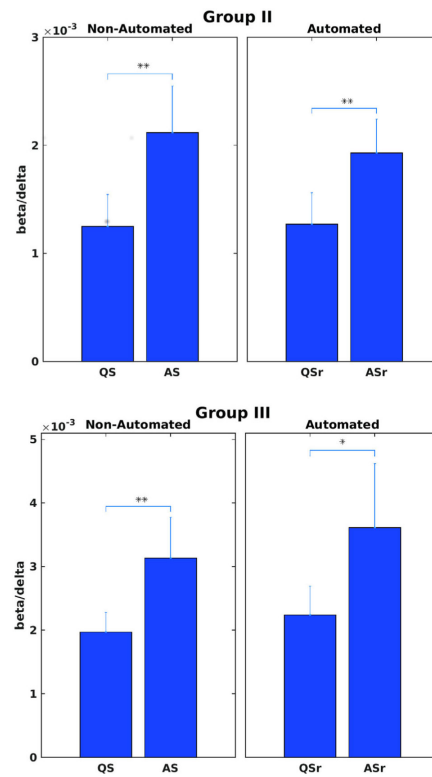 Group II
Non-Automated Automated
×10⁻³
3
2
1
0
beta/delta
**
**
*
QS AS QSr ASr
Group III
Non-Automated Automated
×10⁻³
5
4
3
2
1
0
beta/delta
**
*
QS AS QSr ASr